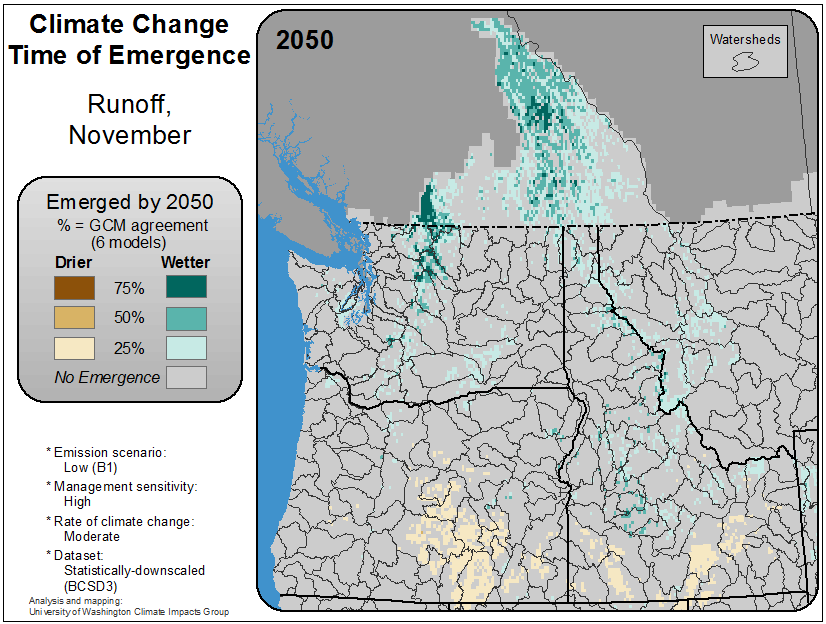 Climate Change
Time of Emergence
Runoff,
November
Emerged by 2050
% = GCM agreement
(6 models)
Drier Wetter
75%
50%
25%
No Emergence
* Emission scenario:
Low (B1)
* Management sensitivity:
High
* Rate of climate change:
Moderate
* Dataset:
Statistically-downscaled
(BCSD3)
Analysis and mapping:
University of Washington Climate Impacts Group
2050
Watersheds